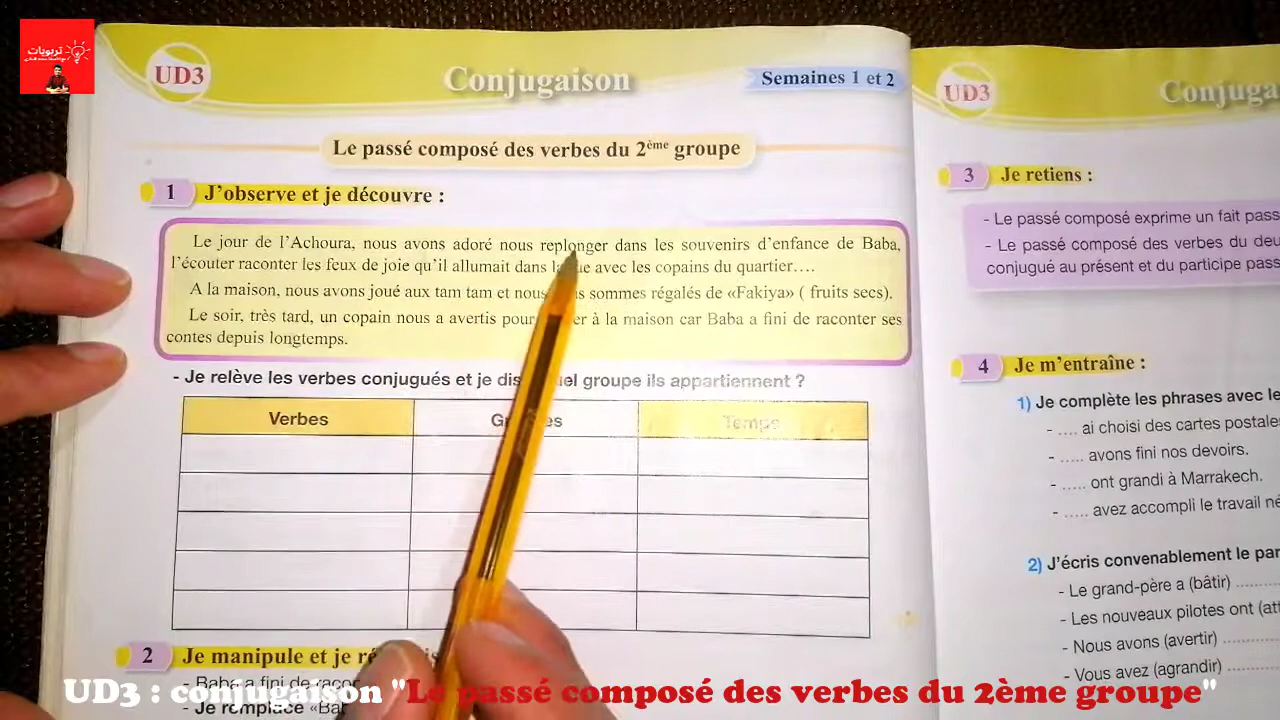 تربويات
UD3
Conjugaison
Semaines 1 et 2
Le passé composé des verbes du 2ème groupe
1 J'observe et je découvre :
Le jour de l'Achoura, nous avons adoré nous replonger dans les souvenirs d'enfance de Baba,
l'écouter raconter les feux de joie qu'il allumait dans la rue avec les copains du quartier....
A la maison, nous avons joué aux tam tam et nous sommes régalés de «Fakiya» ( fruits secs).
Le soir, très tard, un copain nous a avertis pour er à la maison car Baba a fini de raconter ses
contes depuis longtemps.
- Je relève les verbes conjugués et je dis quel groupe ils appartiennent ?
Verbes Groupes Temps
2 Je manipule et je ré
- Baba a fini de racon
- Je remplace «Bab
UD3
Conjuga
3 Je retiens :
- Le passé composé exprime un fait pass
- Le passé composé des verbes du deu
conjugué au présent et du participe pass
4 Je m'entraîne :
1) Je complète les phrases avec le
- .... ai choisi des cartes postale
- ..... avons fini nos devoirs.
- ..... ont grandi à Marrakech.
- ..... avez accompli le travail né
2) J'écris convenablement le par
- Le grand-père a (bâtir) ..........
- Les nouveaux pilotes ont (att
- Nous avons (avertir) ..........
- Vous avez (agrandir) ..........
UD3 : conjugaison "Le passé composé des verbes du 2ème groupe"